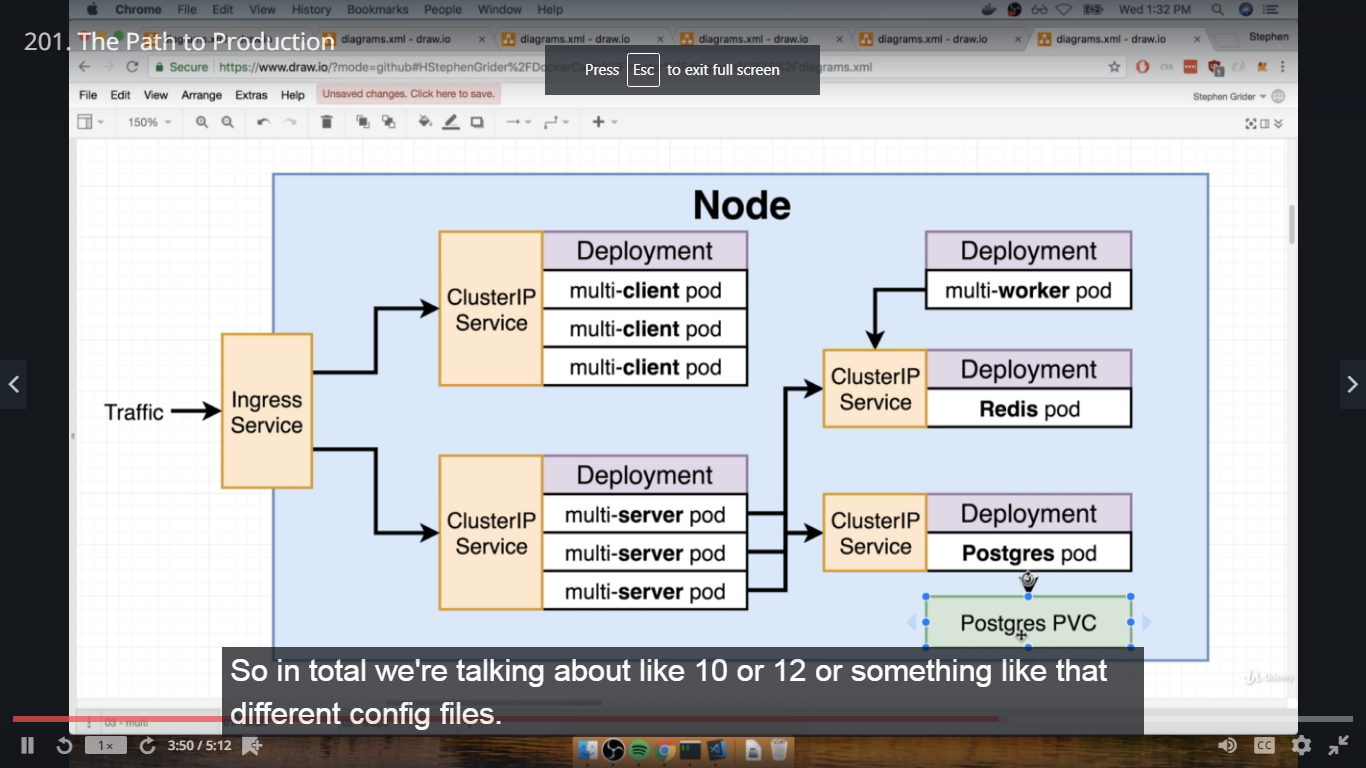 Chrome File Edit View History Bookmarks People Window Help Wed 1:32 PM
201. The Path to Production
diagrams.xml - draw.io diagrams.xml - draw.io diagrams.xml - draw.io diagrams.xml - draw.io diagrams.xml - draw.io Stephen
Press Esc to exit full screen
Secure https://www.draw.io/?mode=github#HStephenGrider%2FDocker
diagrams.xml
File Edit View Arrange Extras Help Unsaved changes. Click here to save. Stephen Grider
150%
Node
Deployment
ClusterIP Service
multi-client pod
multi-client pod
multi-client pod
Deployment
multi-worker pod
Traffic
Ingress Service
ClusterIP Service
Deployment
Redis pod
ClusterIP Service
Deployment
multi-server pod
multi-server pod
multi-server pod
ClusterIP Service
Deployment
Postgres pod
Postgres PVC
So in total we're talking about like 10 or 12 or something like that
different config files.
Udemy
03 - multi
1x 3:50 / 5:12 CC